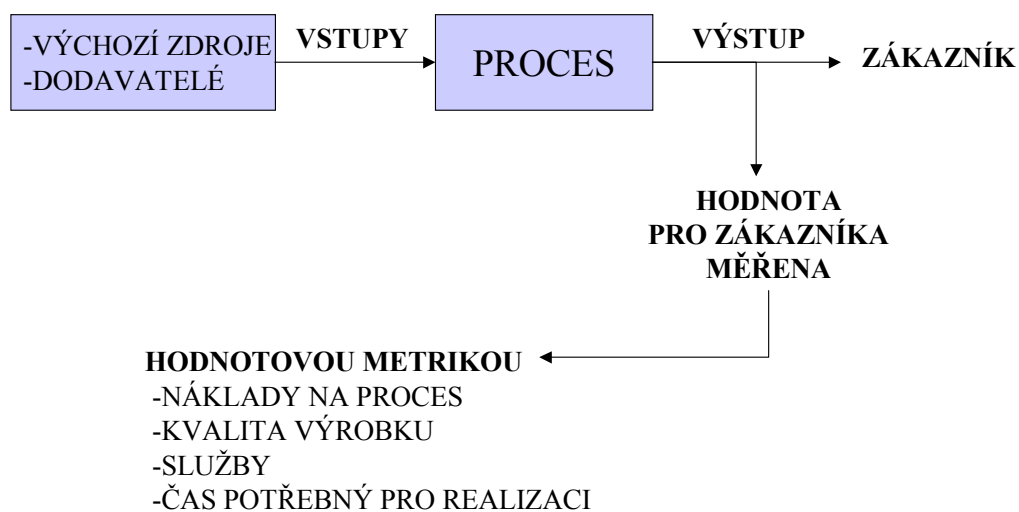 -VÝCHOZÍ ZDROJE
-DODAVATELÉ
VSTUPY
PROCES
VÝSTUP
ZÁKAZNÍK
HODNOTA
PRO ZÁKAZNÍKA
MĚŘENA
HODNOTOVOU METRIKOU
-NÁKLADY NA PROCES
-KVALITA VÝROBKU
-SLUŽBY
-ČAS POTŘEBNÝ PRO REALIZACI